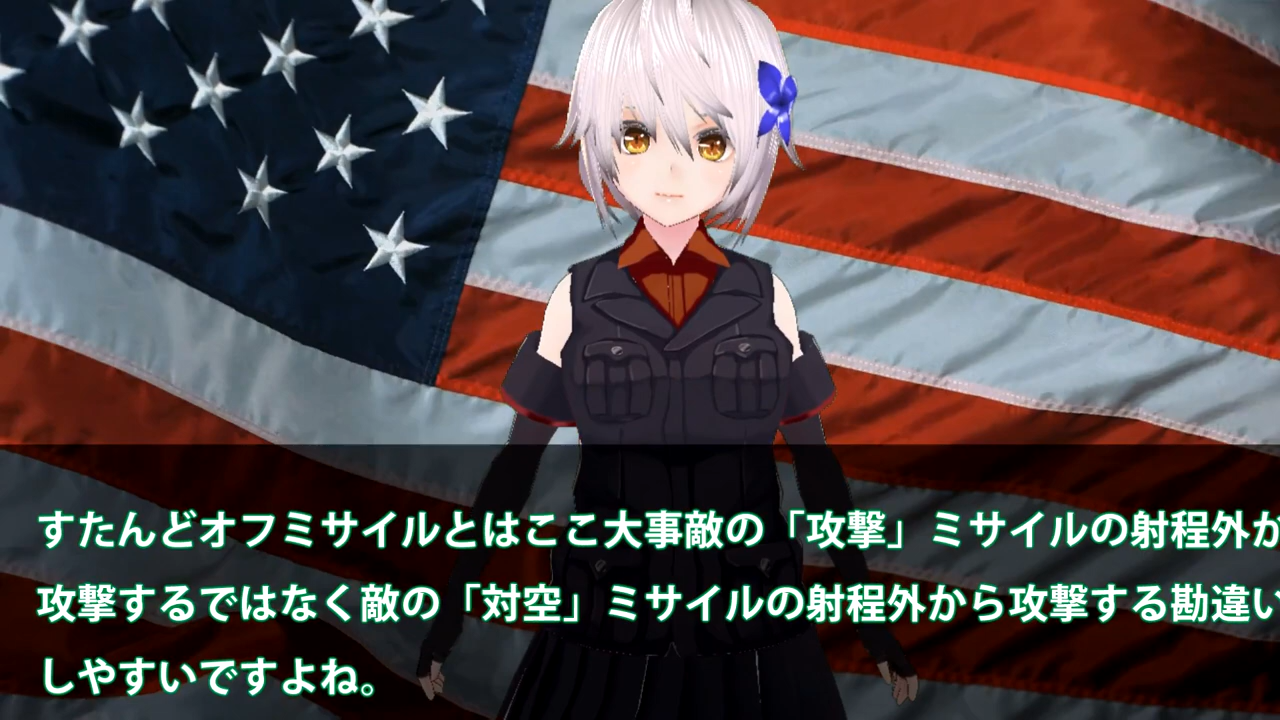 すたんどオフミサイルとはここ大事敵の「攻撃」ミサイルの射程外か
攻撃するではなく敵の「対空」ミサイルの射程外から攻撃する勘違い
しやすいですよね。